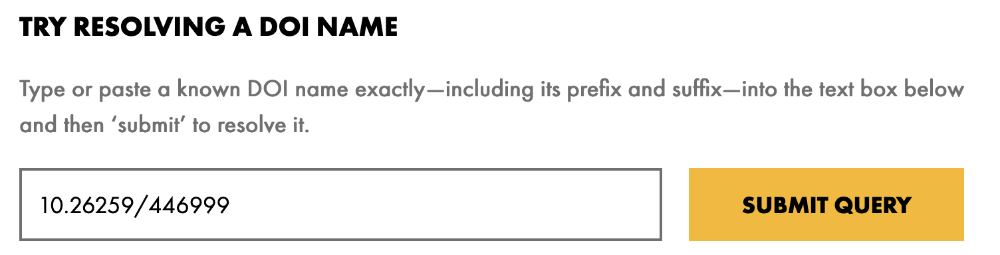 TRY RESOLVING A DOI NAME
Type or paste a known DOI name exactly—including its prefix and suffix—into the text box below
and then ‘submit’ to resolve it.
10.26259/446999
SUBMIT QUERY